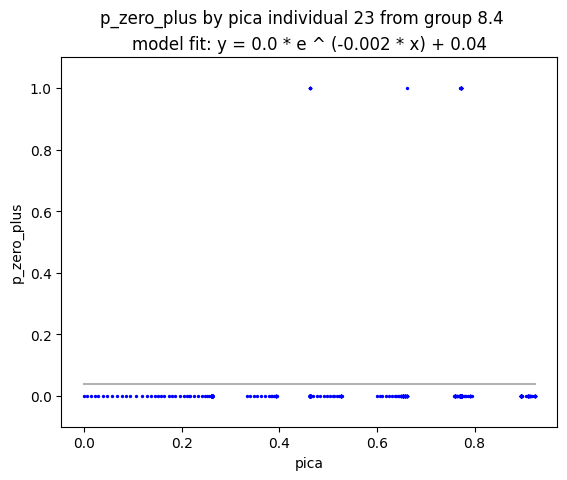 p_zero_plus by pica individual 23 from group 8.4
model fit: y = 0.0 * e ^ (-0.002 * x) + 0.04
1.0
0.8
0.6
0.4
0.2
0.0
p_zero_plus
0.0 0.2 0.4 0.6 0.8
pica